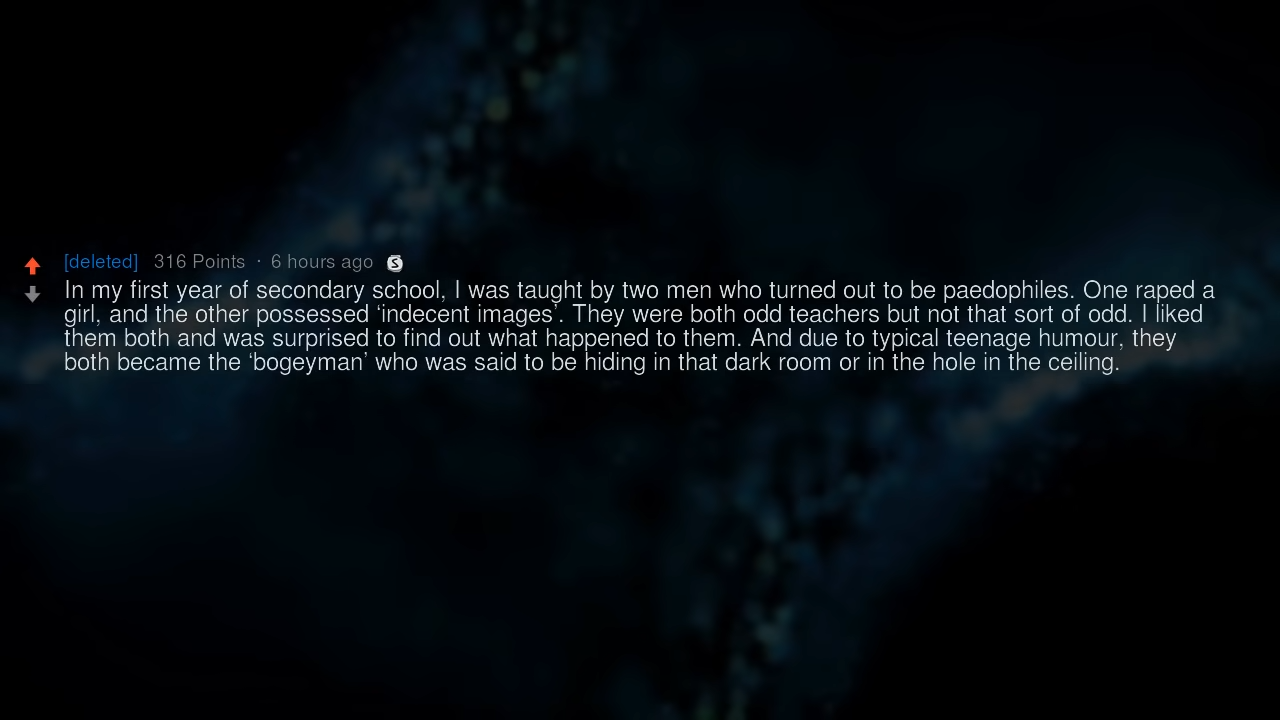 [deleted] 316 Points · 6 hours ago
In my first year of secondary school, I was taught by two men who turned out to be paedophiles. One raped a
girl, and the other possessed ‘indecent images’. They were both odd teachers but not that sort of odd. I liked
them both and was surprised to find out what happened to them. And due to typical teenage humour, they
both became the ‘bogeyman’ who was said to be hiding in that dark room or in the hole in the ceiling.